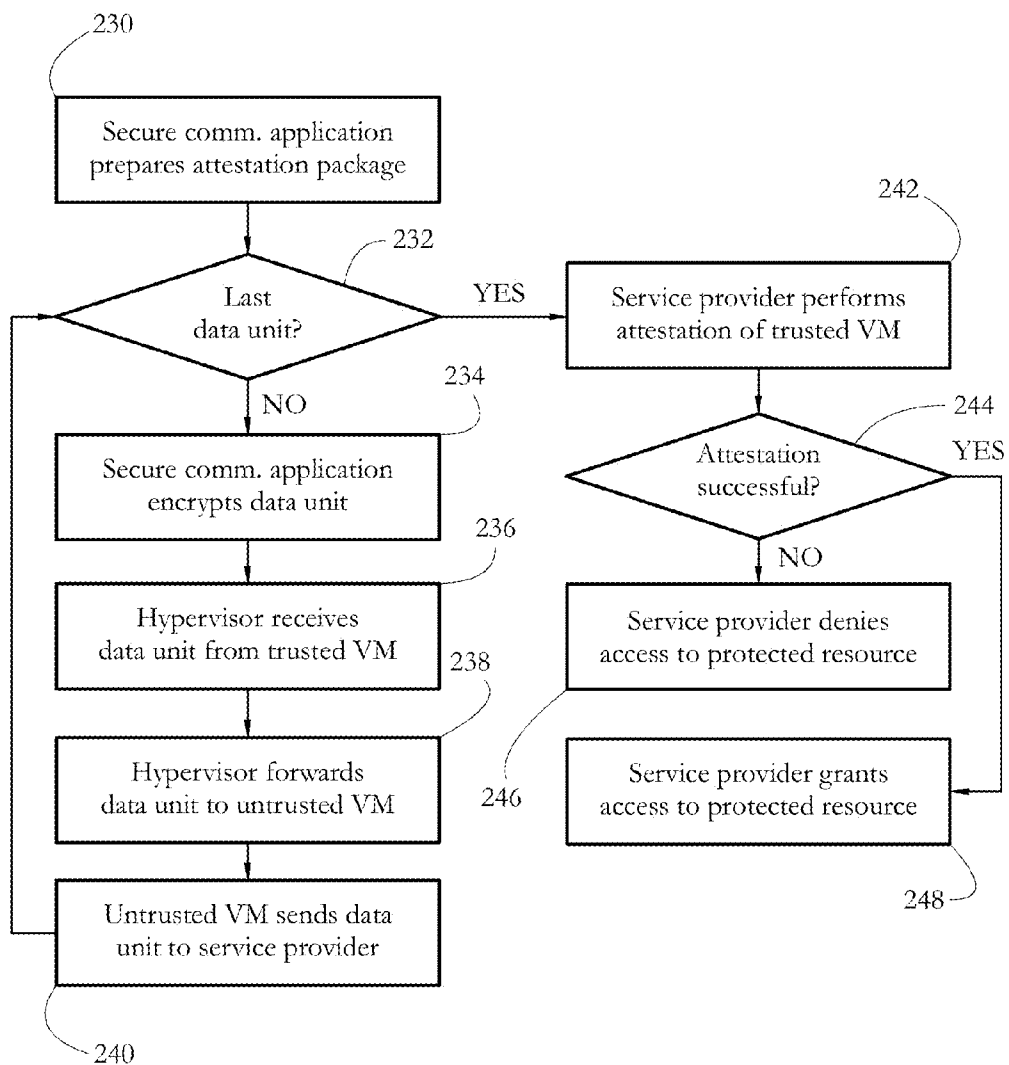 230
Secure comm. application
prepares attestation package
232
Last
data unit?
YES
NO
234
Secure comm. application
encrypts data unit
236
Hypervisor receives
data unit from trusted VM
238
Hypervisor forwards
data unit to untrusted VM
Untrusted VM sends data
unit to service provider
240
242
Service provider performs
attestation of trusted VM
244
Attestation
successful?
YES
NO
Service provider denies
access to protected resource
246
Service provider grants
access to protected resource
248